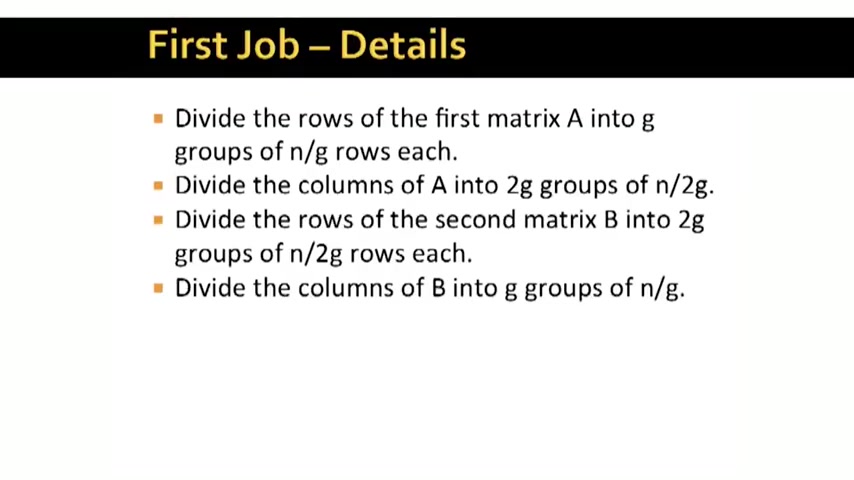 First Job – Details
▪ Divide the rows of the first matrix A into g
groups of n/g rows each.
▪ Divide the columns of A into 2g groups of n/2g.
▪ Divide the rows of the second matrix B into 2g
groups of n/2g rows each.
▪ Divide the columns of B into g groups of n/g.